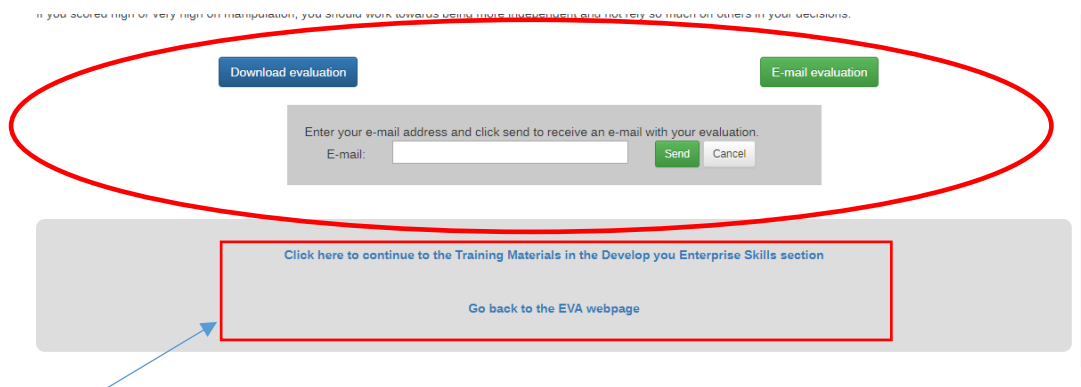 If you scored high or very high on manipulation, you should work towards being more independent and not rely so much on others in your decisions.
Download evaluation
E-mail evaluation
Enter your e-mail address and click send to receive an e-mail with your evaluation.
E-mail:
Send
Cancel
Click here to continue to the Training Materials in the Develop you Enterprise Skills section
Go back to the EVA webpage